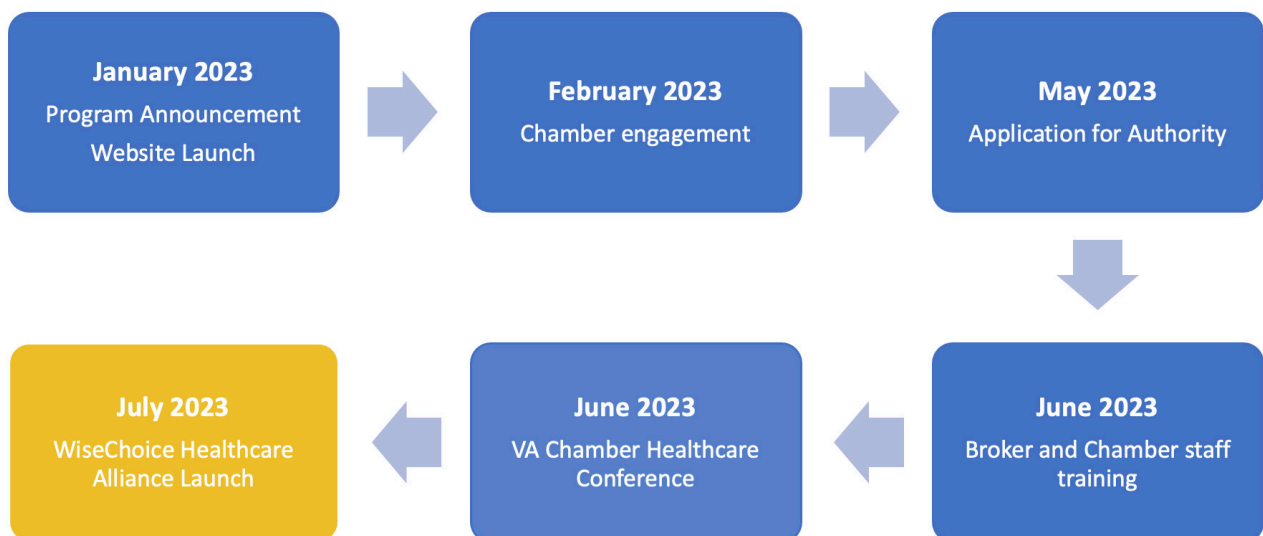 January 2023
Program Announcement
Website Launch
February 2023
Chamber engagement
May 2023
Application for Authority
June 2023
Broker and Chamber staff
training
June 2023
VA Chamber Healthcare
Conference
July 2023
WiseChoice Healthcare
Alliance Launch